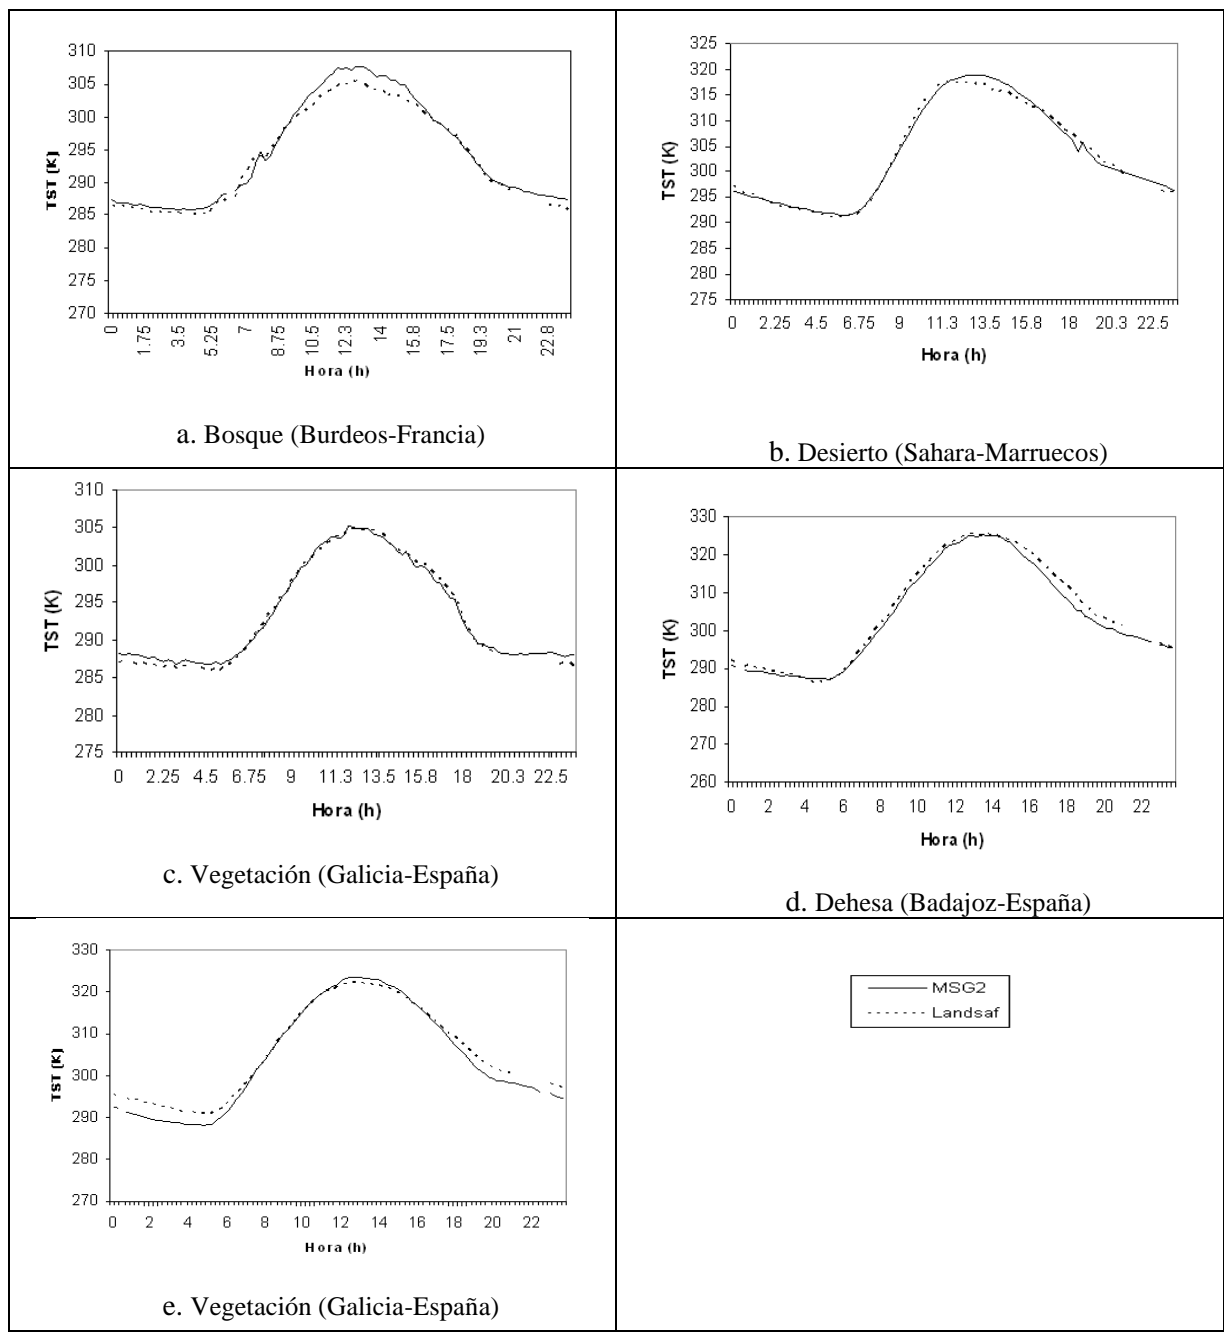 310
305
300
295
290
285
280
275
270
TST (K)
0 1.75 3.5 5.25 7 8.75 10.5 12.3 14 15.8 17.5 19.3 21 22.8
Hora (h)
a. Bosque (Burdeos-Francia)
325
320
315
310
305
300
295
290
285
280
275
TST (K)
0 2.25 4.5 6.75 9 11.3 13.5 15.8 18 20.3 22.5
Hora (h)
b. Desierto (Sahara-Marruecos)
310
305
300
295
290
285
280
275
TST (K)
0 2.25 4.5 6.75 9 11.3 13.5 15.8 18 20.3 22.5
Hora (h)
c. Vegetación (Galicia-España)
330
320
310
300
290
280
270
260
TST (K)
0 2 4 6 8 10 12 14 16 18 20 22
Hora (h)
d. Dehesa (Badajoz-España)
330
320
310
300
290
280
270
TST (K)
0 2 4 6 8 10 12 14 16 18 20 22
Hora (h)
e. Vegetación (Galicia-España)
MSG2
Landsaf